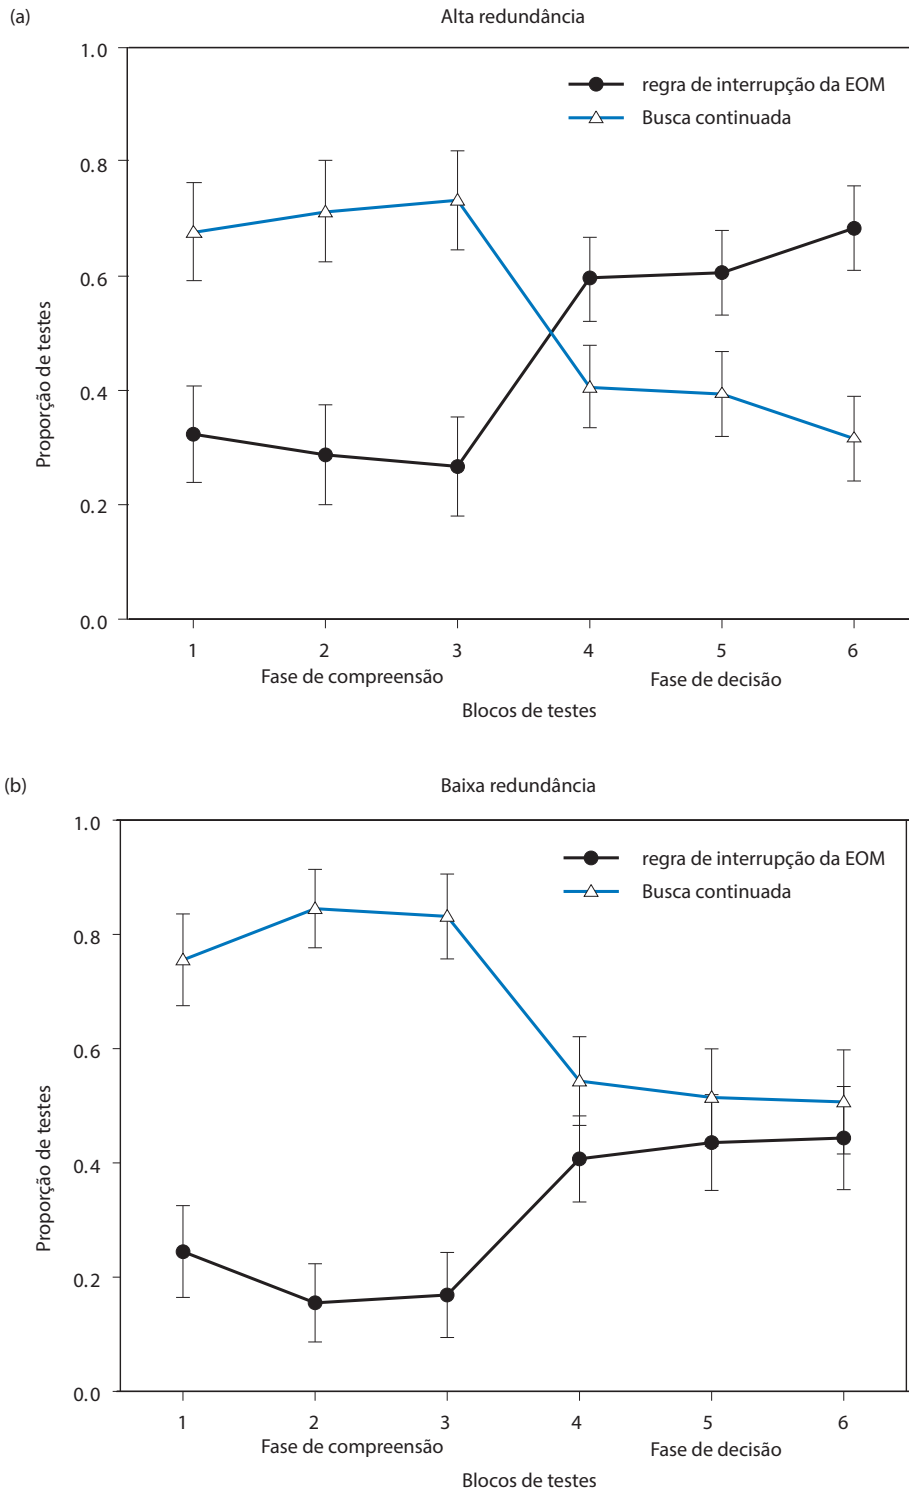 (a)
Alta redundância
regra de interrupção da EOM
Busca continuada
1.0
0.8
0.6
0.4
0.2
0.0
Proporção de testes
1 2 3 4 5 6
Fase de compreensão Fase de decisão
Blocos de testes
(b)
Baixa redundância
regra de interrupção da EOM
Busca continuada
1.0
0.8
0.6
0.4
0.2
0.0
Proporção de testes
1 2 3 4 5 6
Fase de compreensão Fase de decisão
Blocos de testes